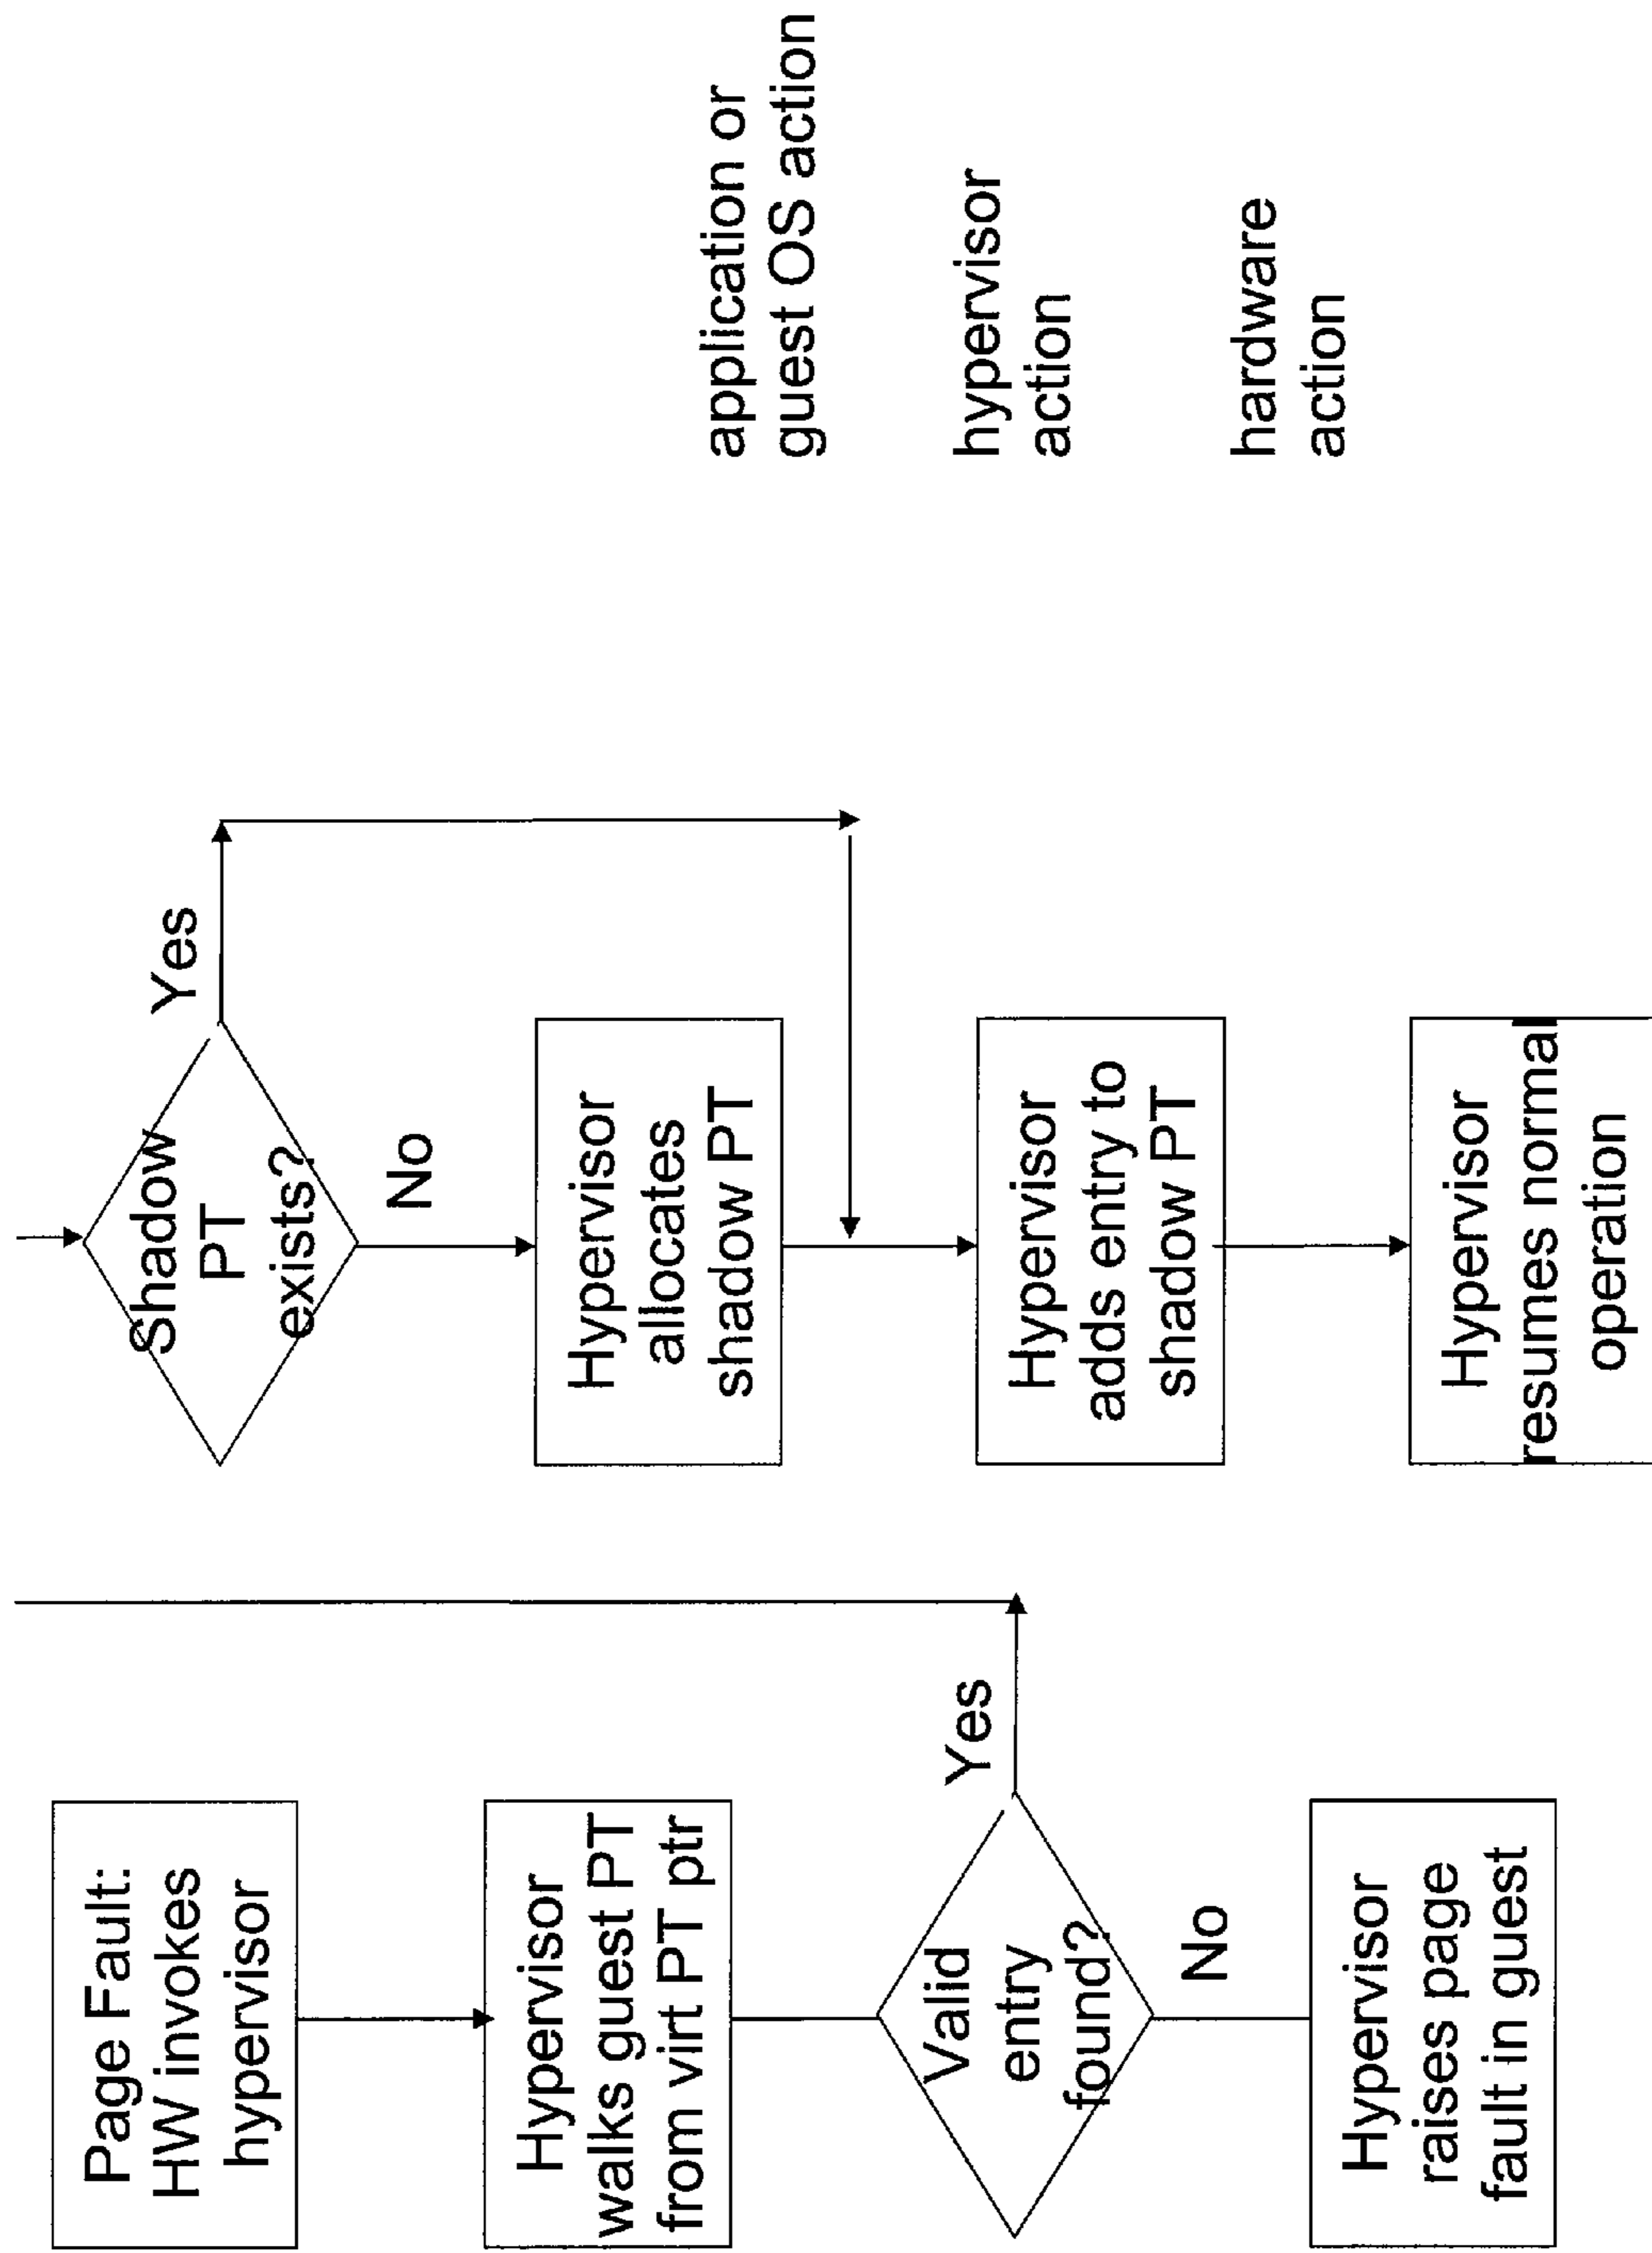 Page Fault:
HW invokes
hypervisor
Hypervisor
walks guest PT
from virt PT ptr
Valid
entry
found?
Yes
No
Hypervisor
raises page
fault in guest
Shadow
PT
exists?
Yes
No
Hypervisor
allocates
shadow PT
Hypervisor
adds entry to
shadow PT
Hypervisor
resumes normal
operation
application or
guest OS action
hypervisor
action
hardware
action